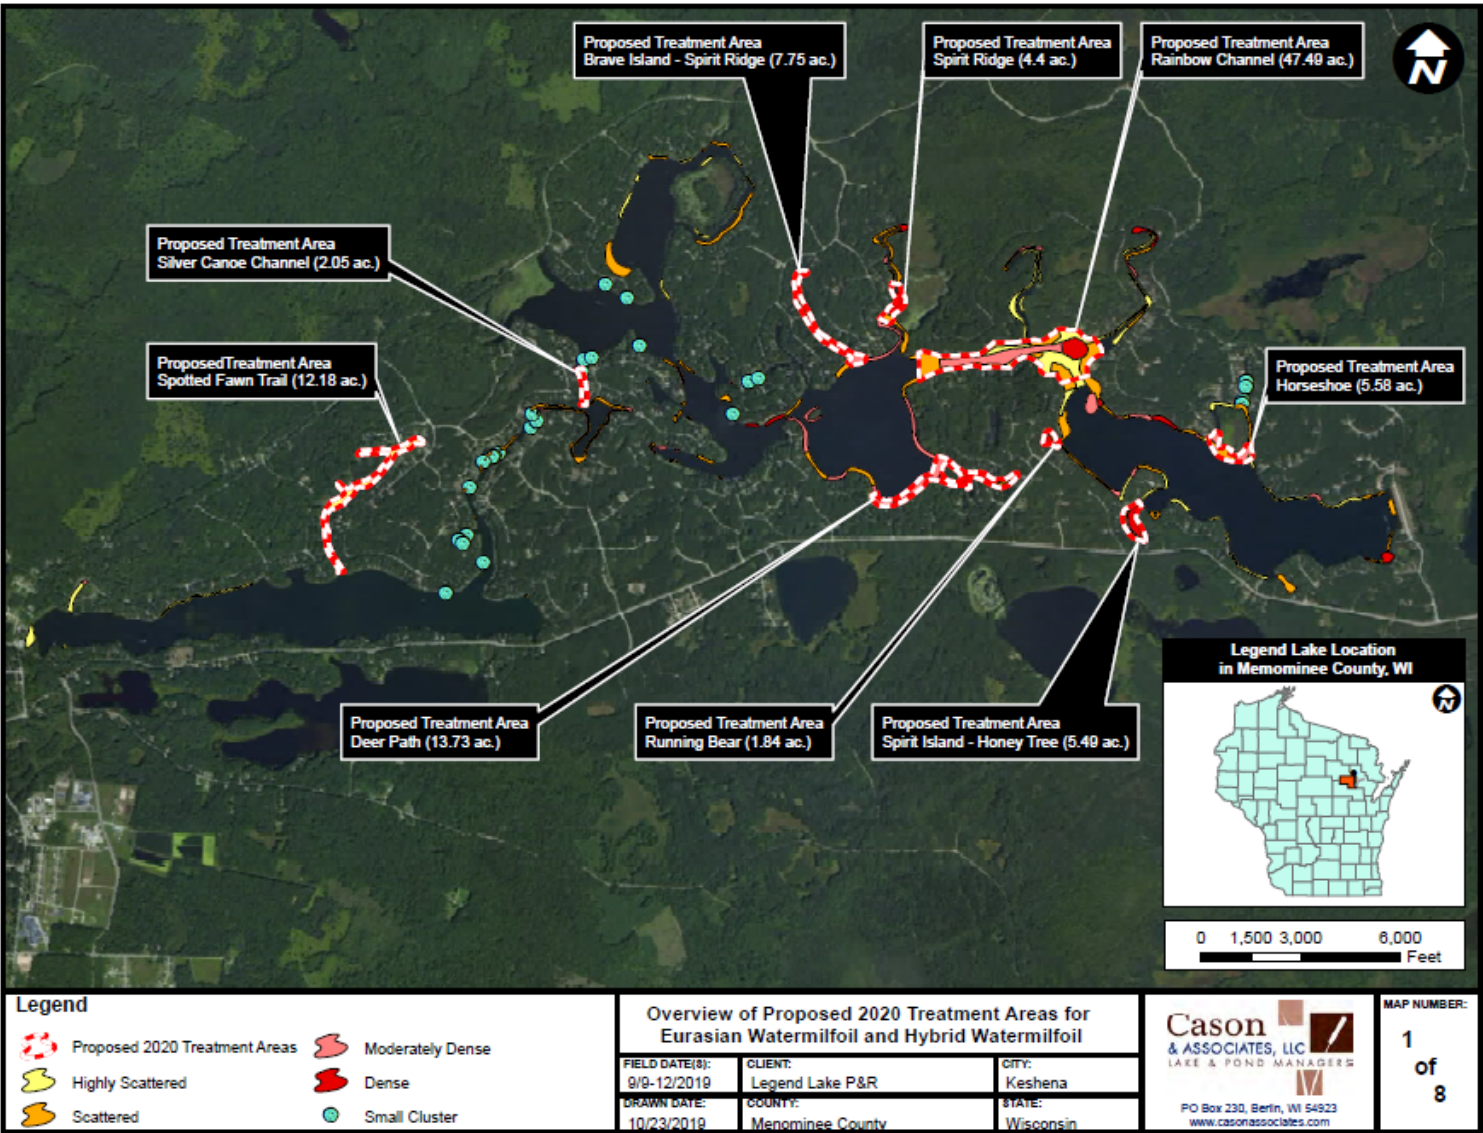 Proposed Treatment Area
Brave Island - Spirit Ridge (7.75 ac.)
Proposed Treatment Area
Spirit Ridge (4.4 ac.)
Proposed Treatment Area
Rainbow Channel (47.49 ac.)
N
Proposed Treatment Area
Silver Canoe Channel (2.05 ac.)
ProposedTreatment Area
Spotted Fawn Trail (12.18 ac.)
Proposed Treatment Area
Horseshoe (5.58 ac.)
Proposed Treatment Area
Deer Path (13.73 ac.)
Proposed Treatment Area
Running Bear (1.84 ac.)
Proposed Treatment Area
Spirit Island - Honey Tree (5.49 ac.)
Legend Lake Location
in Memominee County, WI
N
0 1,500 3,000 6,000
Feet
Legend
Proposed 2020 Treatment Areas
Highly Scattered
Scattered
Moderately Dense
Dense
Small Cluster
Overview of Proposed 2020 Treatment Areas for
Eurasian Watermilfoil and Hybrid Watermilfoil
FIELD DATE(S):
9/9-12/2019
CLIENT:
Legend Lake P&R
CITY:
Keshena
DRAWN DATE:
10/23/2019
COUNTY:
Menominee County
STATE:
Wisconsin
Cason
& ASSOCIATES, LLC
LAKE & POND MANAGERS
PO Box 230, Berlin, WI 54923
www.casonassociates.com
MAP NUMBER:
1
of
8